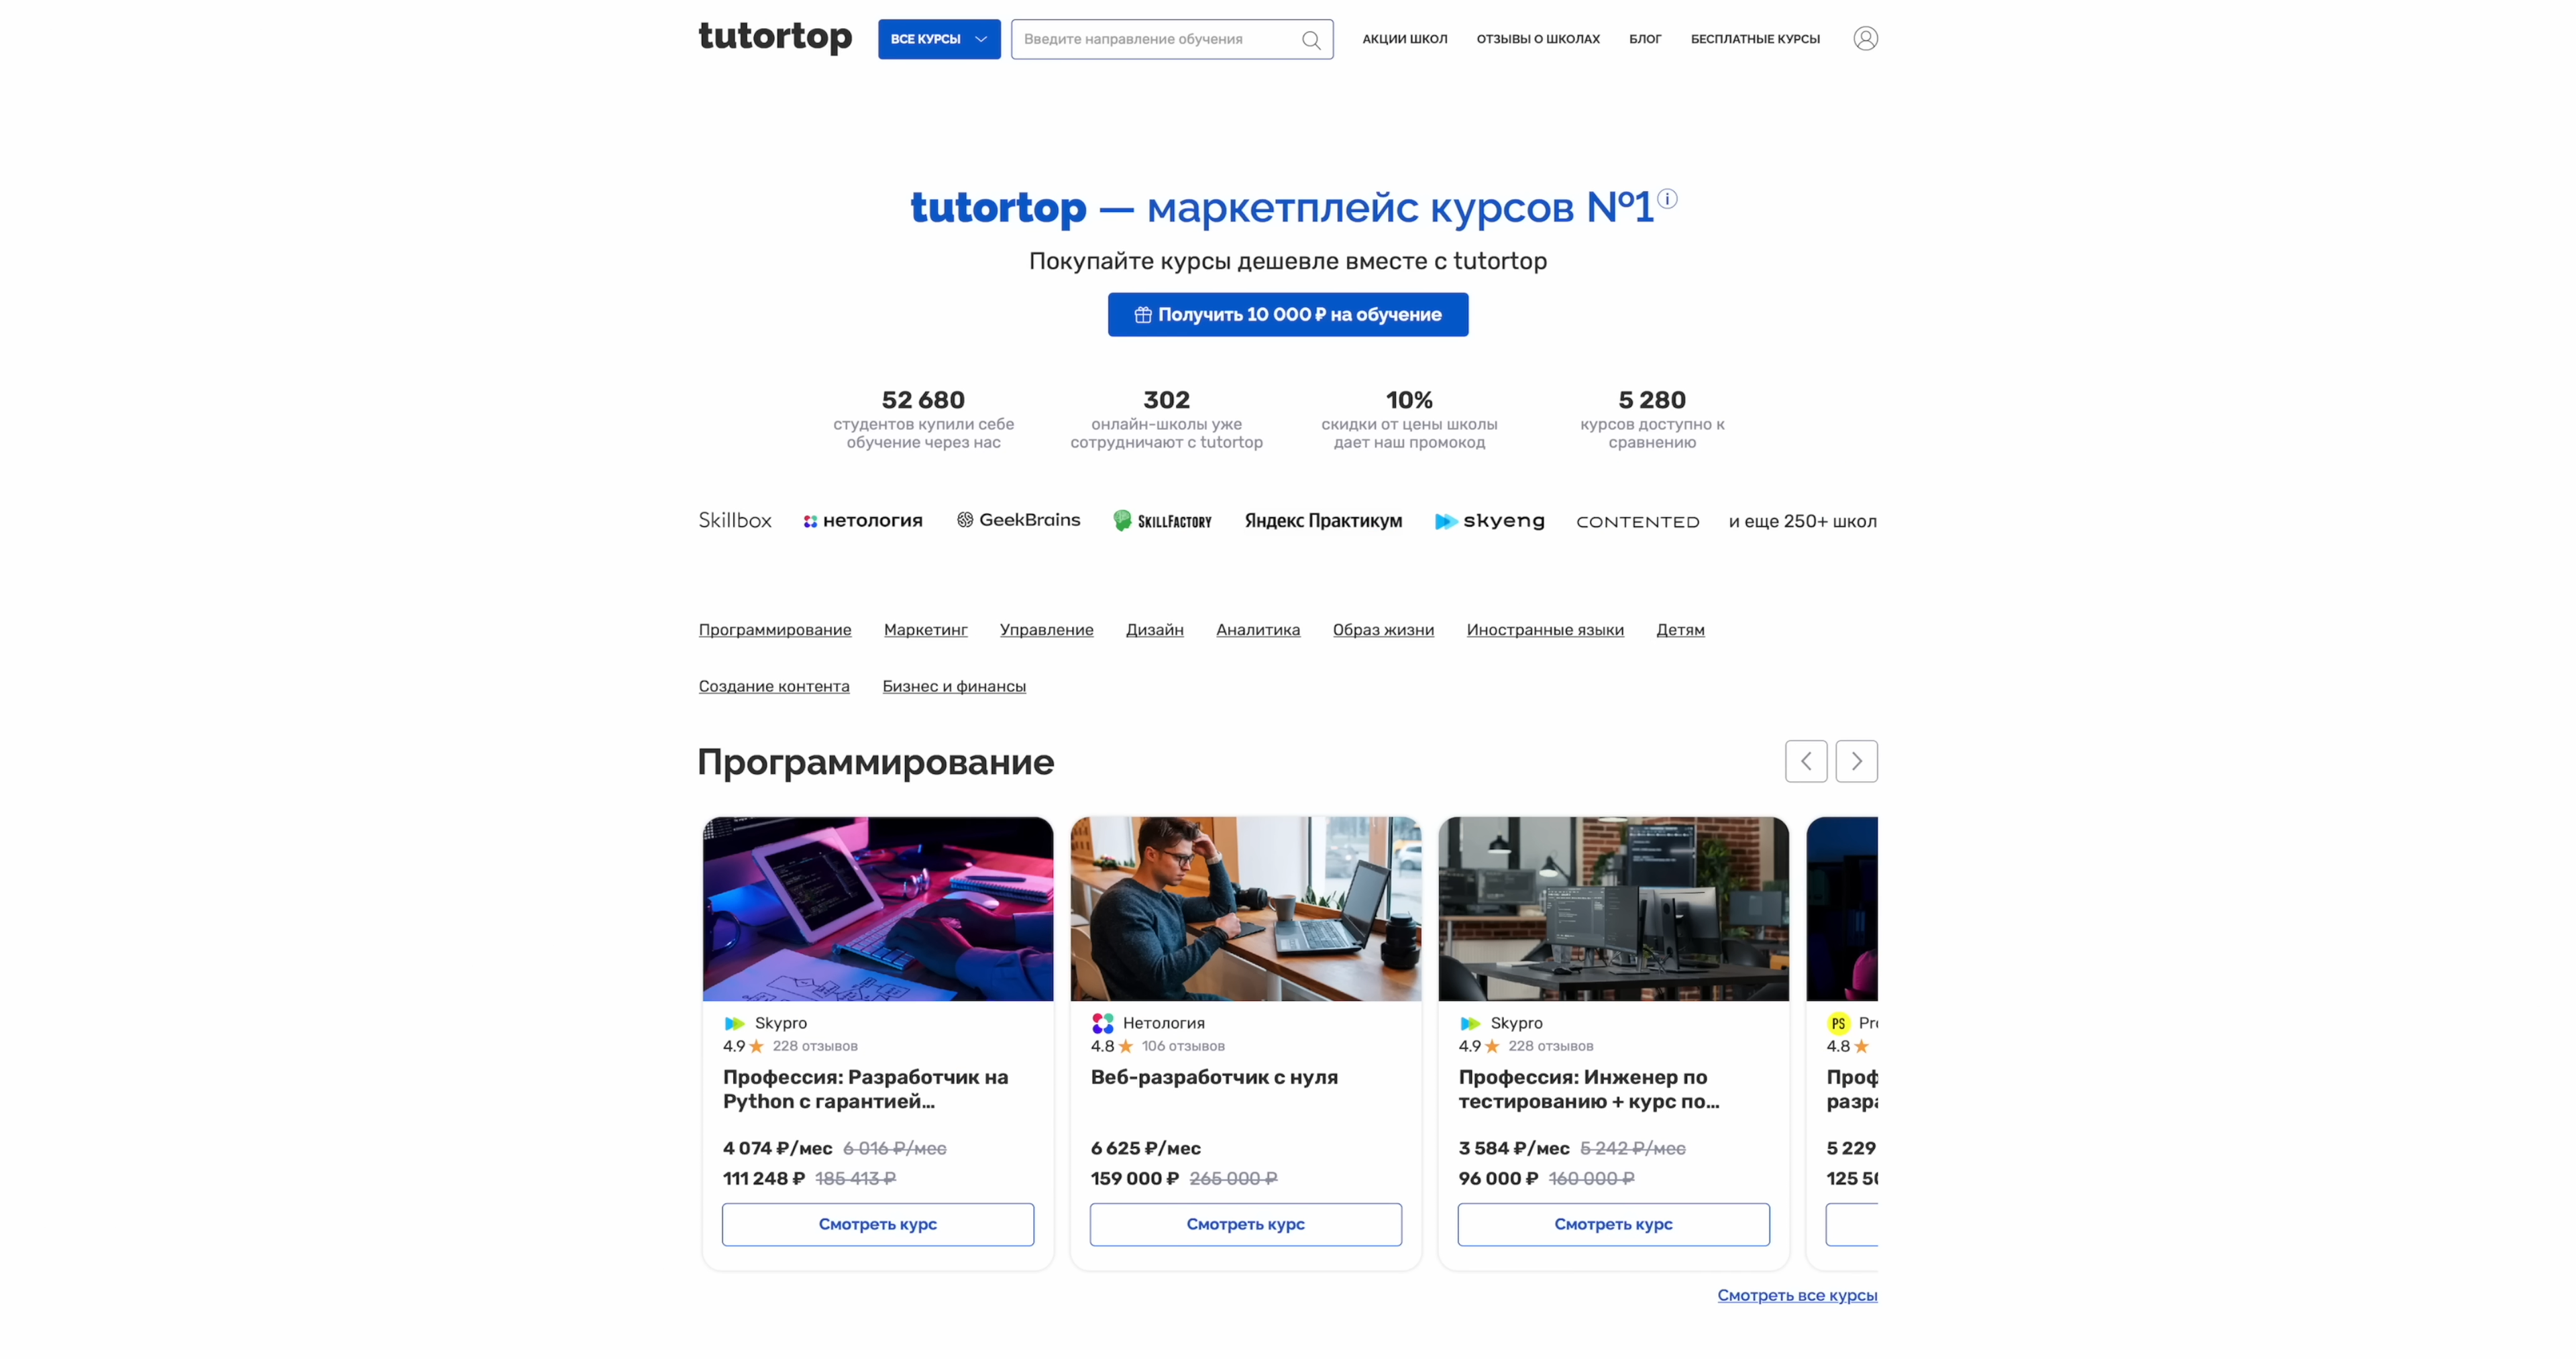 tutortop
ВСЕ КУРСЫ
Введите направление обучения
АКЦИИ ШКОЛ
ОТЗЫВЫ О ШКОЛАХ
БЛОГ
БЕСПЛАТНЫЕ КУРСЫ
tutortop — маркетплейс курсов №1
Покупайте курсы дешевле вместе с tutortop
Получить 10 000 ₽ на обучение
52 680
студентов купили себе
обучение через нас
302
онлайн-школы уже
сотрудничают с tutortop
10%
скидки от цены школы
дает наш промокод
5 280
курсов доступно к
сравнению
Skillbox
нетология
GeekBrains
SKILLFACTORY
Яндекс Практикум
skyeng
CONTENTED
и еще 250+ школ
Программирование
Маркетинг
Управление
Дизайн
Аналитика
Образ жизни
Иностранные языки
Детям
Создание контента
Бизнес и финансы
Программирование
Skypro
4.9 ★ 228 отзывов
Профессия: Разработчик на
Python с гарантией...
4 074 ₽/мес 6 016 ₽/мес
111 248 ₽ 185 413 ₽
Смотреть курс
Нетология
4.8 ★ 106 отзывов
Веб-разработчик с нуля
6 625 ₽/мес
159 000 ₽ 265 000 ₽
Смотреть курс
Skypro
4.9 ★ 228 отзывов
Профессия: Инженер по
тестированию + курс по...
3 584 ₽/мес 5 242 ₽/мес
96 000 ₽ 160 000 ₽
Смотреть курс
PS
4.8 ★
5 229
Смотреть все курсы